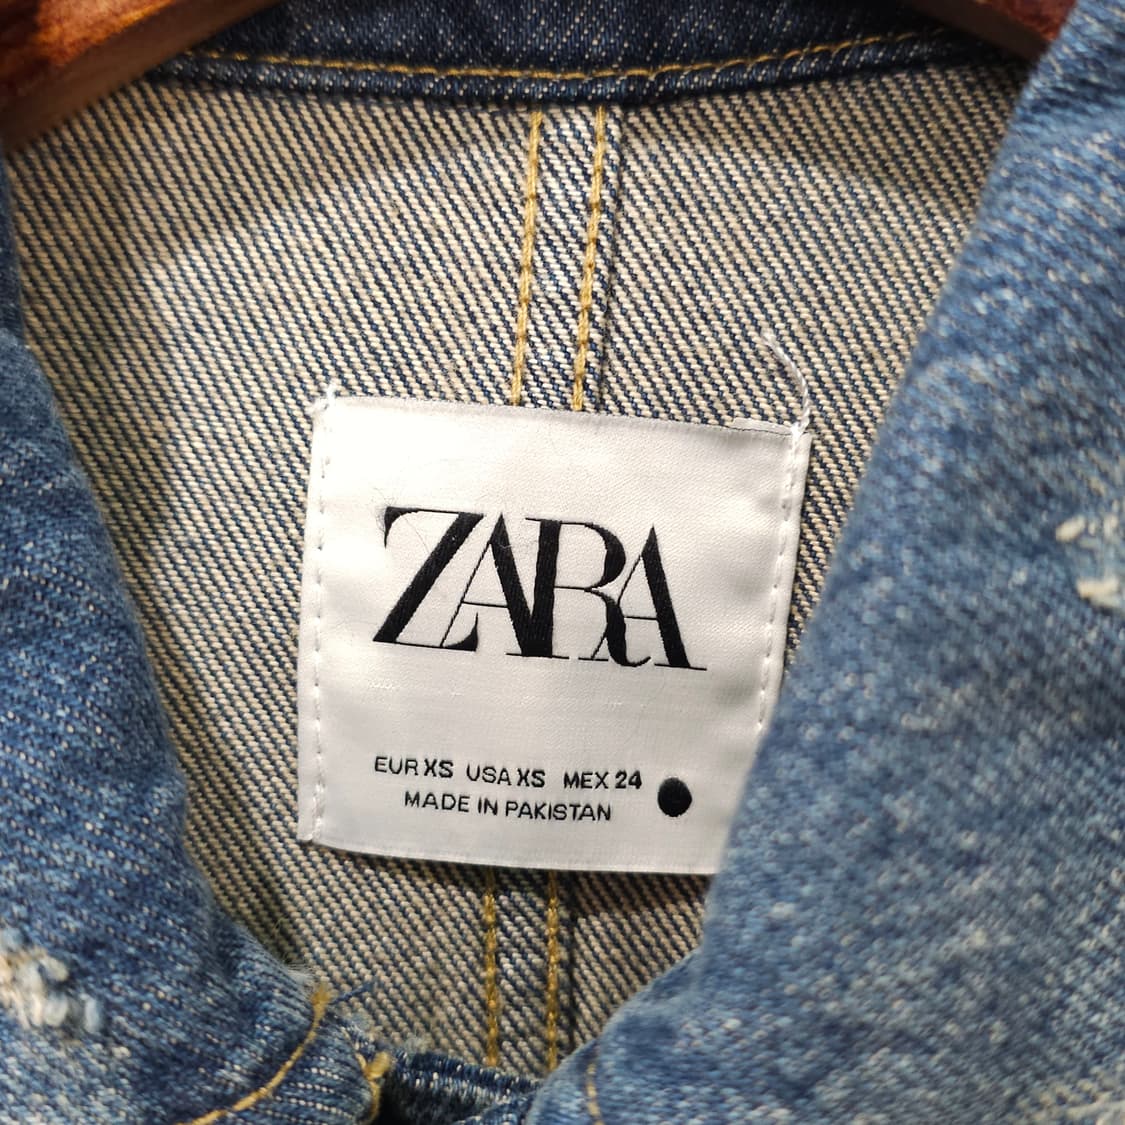 ZARA
EUR XS USA XS MEX 24
MADE IN PAKISTAN